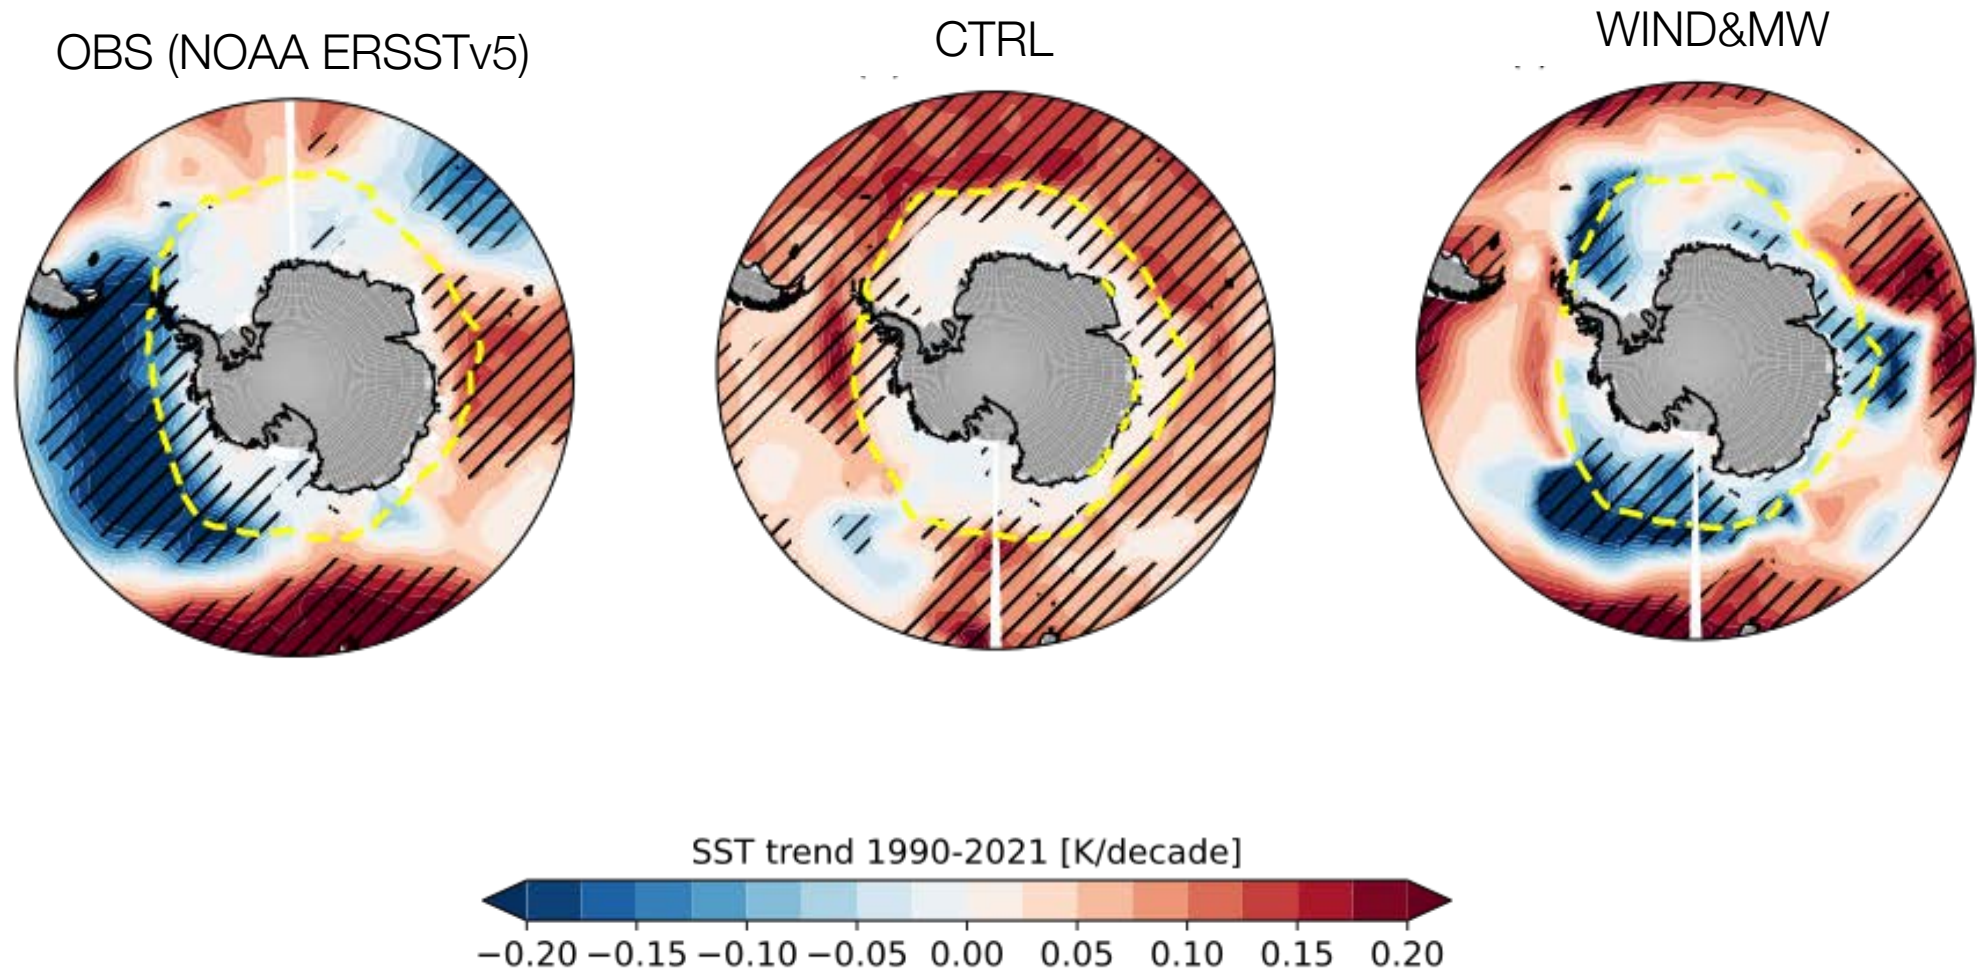 OBS (NOAA ERSSTv5)
CTRL
WIND&MW
SST trend 1990-2021 [K/decade]
−0.20 −0.15 −0.10 −0.05 0.00 0.05 0.10 0.15 0.20